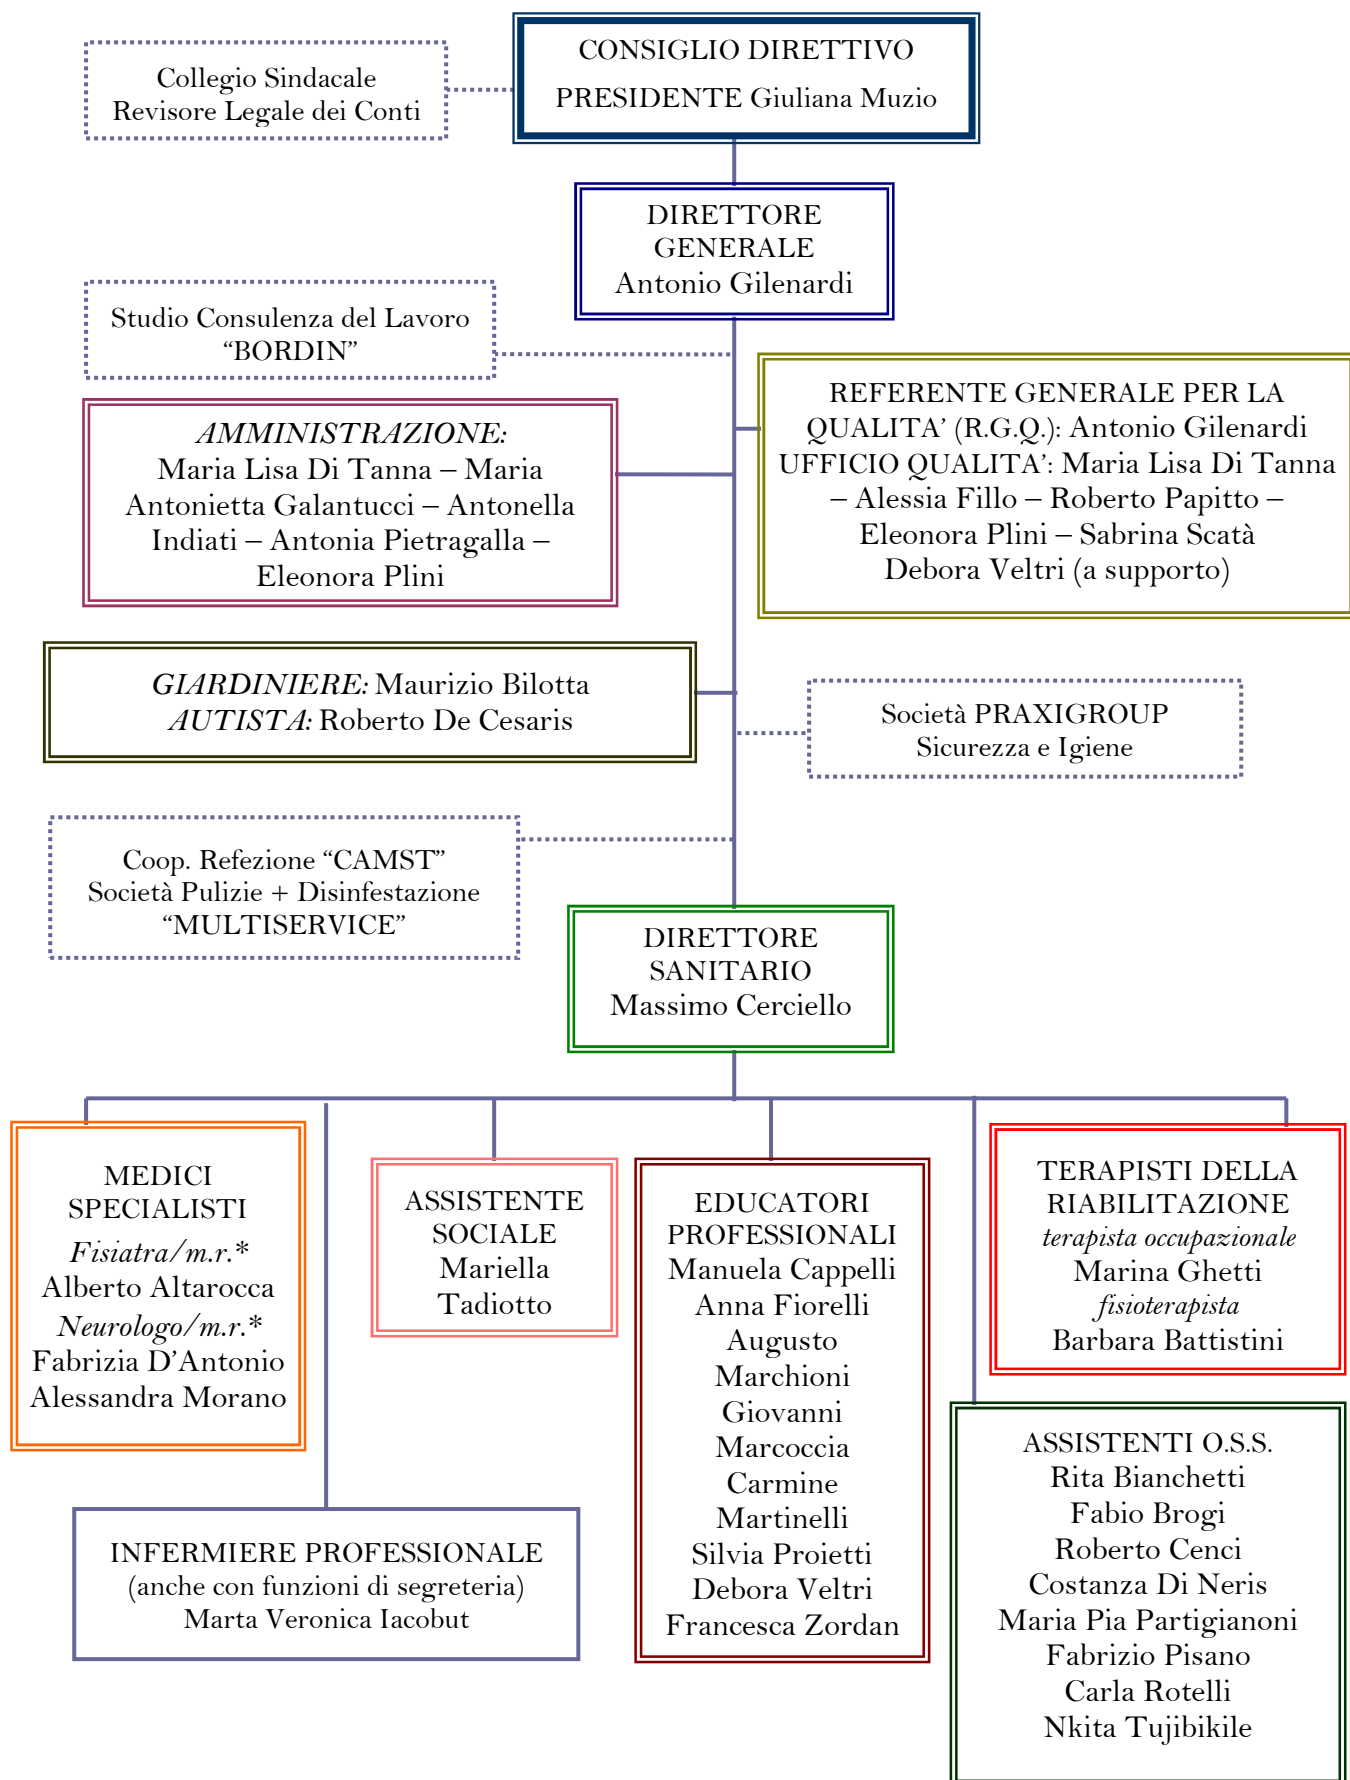 CONSIGLIO DIRETTIVO
PRESIDENTE Giuliana Muzio
Collegio Sindacale
Revisore Legale dei Conti
DIRETTORE
GENERALE
Antonio Gilenardi
Studio Consulenza del Lavoro
“BORDIN”
REFERENTE GENERALE PER LA
QUALITA’ (R.G.Q.): Antonio Gilenardi
UFFICIO QUALITA’: Maria Lisa Di Tanna
– Alessia Fillo – Roberto Papitto –
Eleonora Plini – Sabrina Scatà
Debora Veltri (a supporto)
AMMINISTRAZIONE:
Maria Lisa Di Tanna – Maria
Antonietta Galantucci – Antonella
Indiati – Antonia Pietragalla –
Eleonora Plini
GIARDINIERE: Maurizio Bilotta
AUTISTA: Roberto De Cesaris
Società PRAXIGROUP
Sicurezza e Igiene
Coop. Refezione “CAMST”
Società Pulizie + Disinfestazione
“MULTISERVICE”
DIRETTORE
SANITARIO
Massimo Cerciello
MEDICI
SPECIALISTI
Fisiatra/m.r.*
Alberto Altarocca
Neurologo/m.r.*
Fabrizia D’Antonio
Alessandra Morano
INFERMIERE PROFESSIONALE
(anche con funzioni di segreteria)
Marta Veronica Iacobut
ASSISTENTE
SOCIALE
Mariella
Tadiotto
EDUCATORI
PROFESSIONALI
Manuela Cappelli
Anna Fiorelli
Augusto
Marchioni
Giovanni
Marcoccia
Carmine
Martinelli
Silvia Proietti
Debora Veltri
Francesca Zordan
TERAPISTI DELLA
RIABILITAZIONE
terapista occupazionale
Marina Ghetti
fisioterapista
Barbara Battistini
ASSISTENTI O.S.S.
Rita Bianchetti
Fabio Brogi
Roberto Cenci
Costanza Di Neris
Maria Pia Partigianoni
Fabrizio Pisano
Carla Rotelli
Nkita Tujibikile